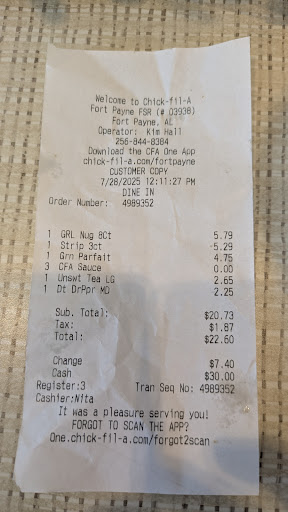 Welcome to Chick-fil-A
Fort Payne FSR (# 03938)
Fort Payne, AL
Operator: Kim Hall
256-844-8384
Download the CFA One App
chick-fil-a.com/fortpayne
CUSTOMER COPY
7/28/2025 12:11:27 PM
DINE IN
Order Number: 4989352
1 GRL Nug 8Ct 5.79
1 Strip 3ct 5.29
1 Grn Parfait 4.75
3 CFA Sauce 0.00
1 Unswt Tea LG 2.65
1 Dt DrPpr MD 2.25
Sub. Total: $20.73
Tax: $1.87
Total: $22.60
Change $7.40
Cash $30.00
Register:3 Tran Seq No: 4989352
Cashier:Nita
It was a pleasure serving you!
FORGOT TO SCAN THE APP?
One.chick-fil-a.com/forgot2scan